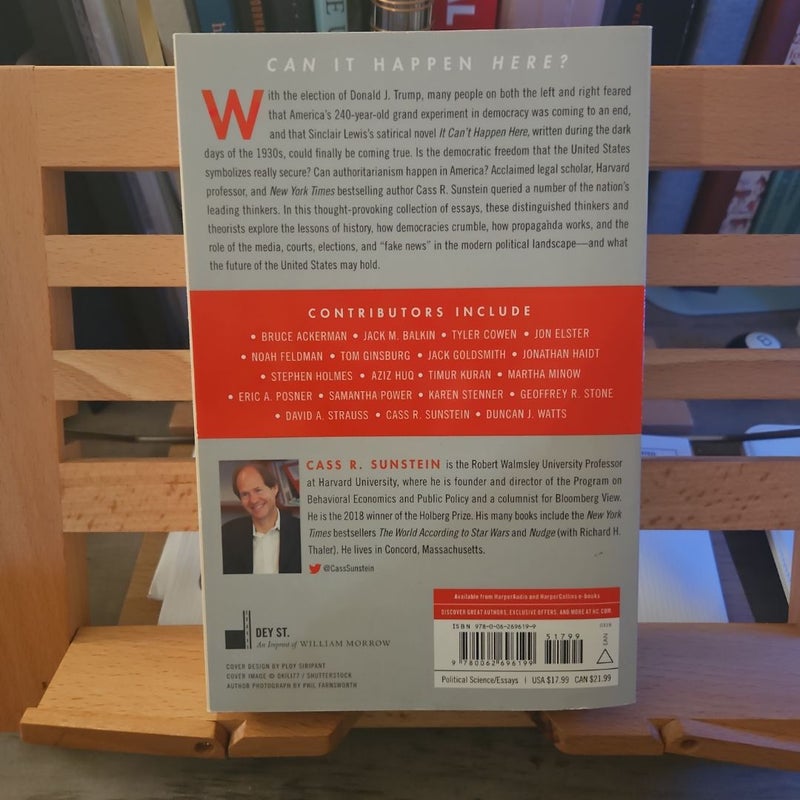 CAN IT HAPPEN HERE?
With the election of Donald J. Trump, many people on both the left and right feared
that America's 240-year-old grand experiment in democracy was coming to an end,
and that Sinclair Lewis's satirical novel It Can't Happen Here, written during the dark
days of the 1930s, could finally be coming true. Is the democratic freedom that the United States
symbolizes really secure? Can authoritarianism happen in America? Acclaimed legal scholar, Harvard
professor, and New York Times bestselling author Cass R. Sunstein queried a number of the nation's
leading thinkers. In this thought-provoking collection of essays, these distinguished thinkers and
theorists explore the lessons of history, how democracies crumble, how propaganda works, and the
role of the media, courts, elections, and "fake news" in the modern political landscape—and what
the future of the United States may hold.
CONTRIBUTORS INCLUDE
• BRUCE ACKERMAN • JACK M. BALKIN • TYLER COWEN • JON ELSTER
• NOAH FELDMAN • TOM GINSBURG • JACK GOLDSMITH • JONATHAN HAIDT
• STEPHEN HOLMES • AZIZ HUQ • TIMUR KURAN • MARTHA MINOW
• ERIC A. POSNER • SAMANTHA POWER • KAREN STENNER • GEOFFREY R. STONE
• DAVID A. STRAUSS • CASS R. SUNSTEIN • DUNCAN J. WATTS
CASS R. SUNSTEIN is the Robert Walmsley University Professor
at Harvard University, where he is founder and director of the Program on
Behavioral Economics and Public Policy and a columnist for Bloomberg View.
He is the 2018 winner of the Holberg Prize. His many books include the New York
Times bestsellers The World According to Star Wars and Nudge (with Richard H.
Thaler). He lives in Concord, Massachusetts.
@CassSunstein
DEY ST.
An Imprint of WILLIAM MORROW
COVER DESIGN BY PLOY SIRIPANT
COVER IMAGE © OKILI77 / SHUTTERSTOCK
AUTHOR PHOTOGRAPH BY PHIL FARNSWORTH
Available from HarperAudio and HarperCollins e-books
DISCOVER GREAT AUTHORS, EXCLUSIVE OFFERS, AND MORE AT HC.COM.
ISBN 978-0-06-269619-9
51799
0318
EAN
9 780062 696199
Political Science/Essays | USA $17.99 CAN $21.99